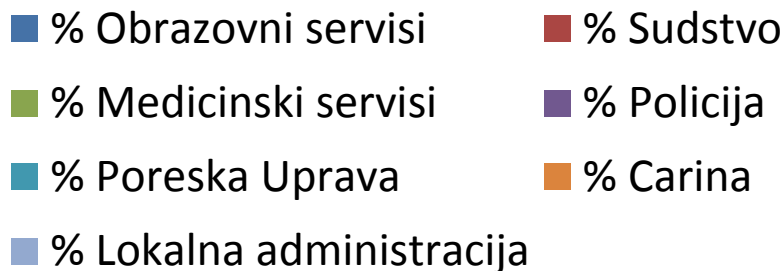 % Obrazovni servisi % Sudstvo
% Medicinski servisi % Policija
% Poreska Uprava % Carina
% Lokalna administracija